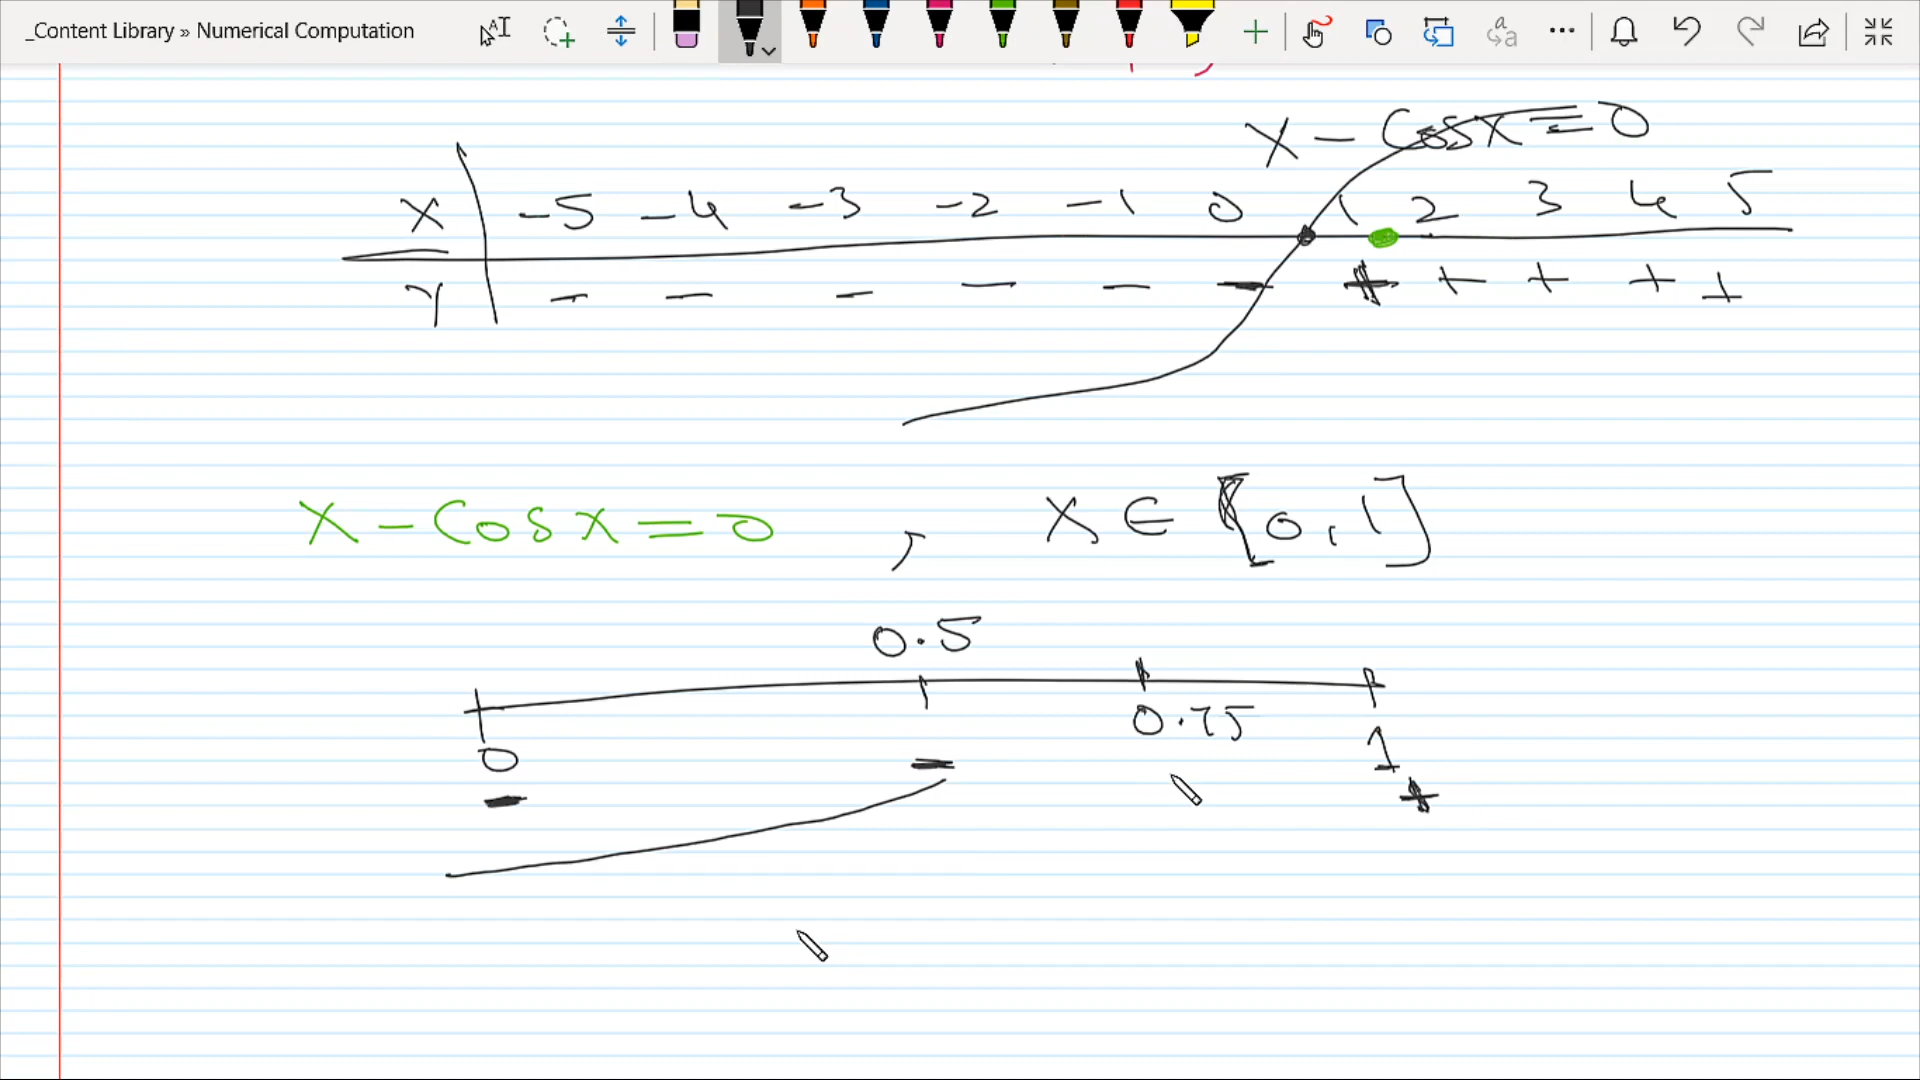 _Content Library » Numerical Computation
x - Cosx = 0
x -5 -4 -3 -2 -1 0 1 2 3 4 5
y - - - - - - + + + + +
x - Cosx = 0 , x ∈ [0,1]
0.5
0.75
0 1
- - +